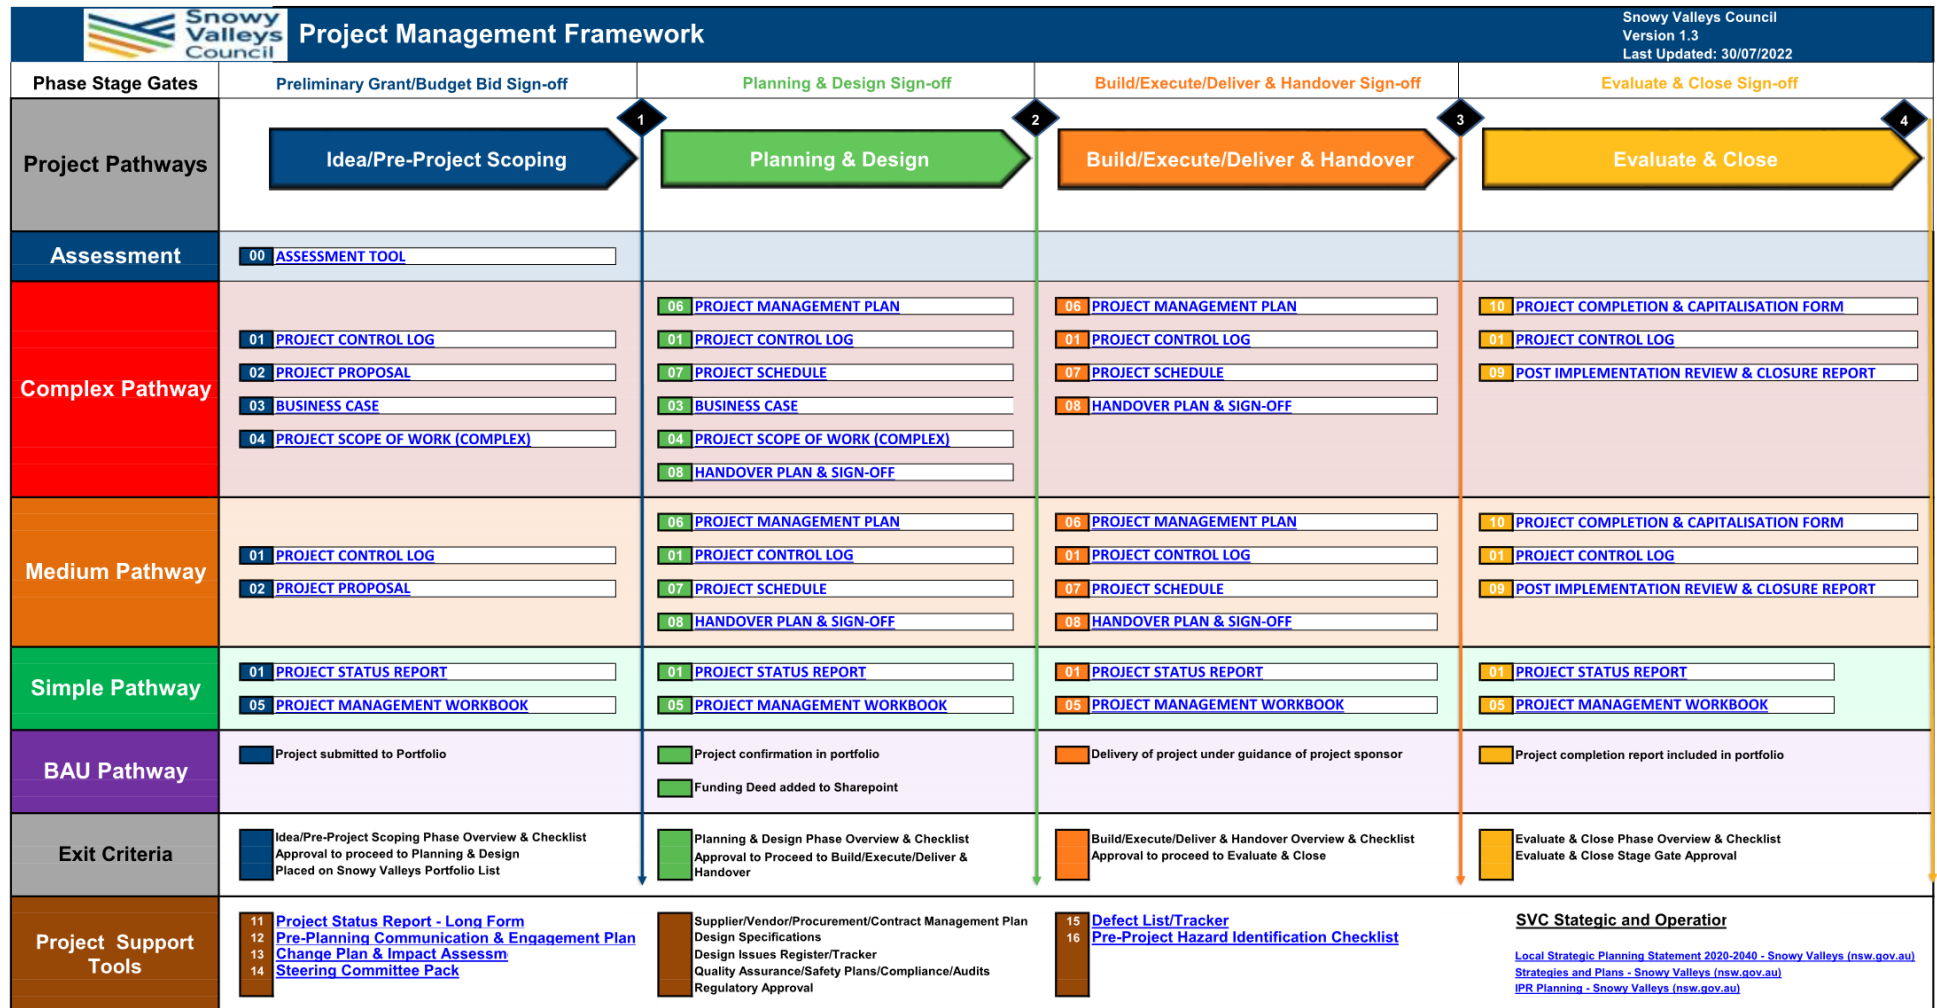 Snowy
Valleys
Council
Project Management Framework
Snowy Valleys Council
Version 1.3
Last Updated: 30/07/2022
Phase Stage Gates
Preliminary Grant/Budget Bid Sign-off
Planning & Design Sign-off
Build/Execute/Deliver & Handover Sign-off
Evaluate & Close Sign-off
1
2
3
4
Project Pathways
Idea/Pre-Project Scoping
Planning & Design
Build/Execute/Deliver & Handover
Evaluate & Close
Assessment
00 ASSESSMENT TOOL
Complex Pathway
01 PROJECT CONTROL LOG
02 PROJECT PROPOSAL
03 BUSINESS CASE
04 PROJECT SCOPE OF WORK (COMPLEX)
06 PROJECT MANAGEMENT PLAN
01 PROJECT CONTROL LOG
07 PROJECT SCHEDULE
03 BUSINESS CASE
04 PROJECT SCOPE OF WORK (COMPLEX)
08 HANDOVER PLAN & SIGN-OFF
06 PROJECT MANAGEMENT PLAN
01 PROJECT CONTROL LOG
07 PROJECT SCHEDULE
08 HANDOVER PLAN & SIGN-OFF
10 PROJECT COMPLETION & CAPITALISATION FORM
01 PROJECT CONTROL LOG
09 POST IMPLEMENTATION REVIEW & CLOSURE REPORT
Medium Pathway
01 PROJECT CONTROL LOG
02 PROJECT PROPOSAL
06 PROJECT MANAGEMENT PLAN
01 PROJECT CONTROL LOG
07 PROJECT SCHEDULE
08 HANDOVER PLAN & SIGN-OFF
06 PROJECT MANAGEMENT PLAN
01 PROJECT CONTROL LOG
07 PROJECT SCHEDULE
08 HANDOVER PLAN & SIGN-OFF
10 PROJECT COMPLETION & CAPITALISATION FORM
01 PROJECT CONTROL LOG
09 POST IMPLEMENTATION REVIEW & CLOSURE REPORT
Simple Pathway
01 PROJECT STATUS REPORT
05 PROJECT MANAGEMENT WORKBOOK
01 PROJECT STATUS REPORT
05 PROJECT MANAGEMENT WORKBOOK
01 PROJECT STATUS REPORT
05 PROJECT MANAGEMENT WORKBOOK
01 PROJECT STATUS REPORT
05 PROJECT MANAGEMENT WORKBOOK
BAU Pathway
Project submitted to Portfolio
Project confirmation in portfolio
Funding Deed added to Sharepoint
Delivery of project under guidance of project sponsor
Project completion report included in portfolio
Exit Criteria
Idea/Pre-Project Scoping Phase Overview & Checklist
Approval to proceed to Planning & Design
Placed on Snowy Valleys Portfolio List
Planning & Design Phase Overview & Checklist
Approval to Proceed to Build/Execute/Deliver &
Handover
Build/Execute/Deliver & Handover Overview & Checklist
Approval to proceed to Evaluate & Close
Evaluate & Close Phase Overview & Checklist
Evaluate & Close Stage Gate Approval
Project Support
Tools
11 Project Status Report - Long Form
12 Pre-Planning Communication & Engagement Plan
13 Change Plan & Impact Assessm
14 Steering Committee Pack
Supplier/Vendor/Procurement/Contract Management Plan
Design Specifications
Design Issues Register/Tracker
Quality Assurance/Safety Plans/Compliance/Audits
Regulatory Approval
15 Defect List/Tracker
16 Pre-Project Hazard Identification Checklist
SVC Stategic and Operatior
Local Strategic Planning Statement 2020-2040 - Snowy Valleys (nsw.gov.au)
Strategies and Plans - Snowy Valleys (nsw.gov.au)
IPR Planning - Snowy Valleys (nsw.gov.au)